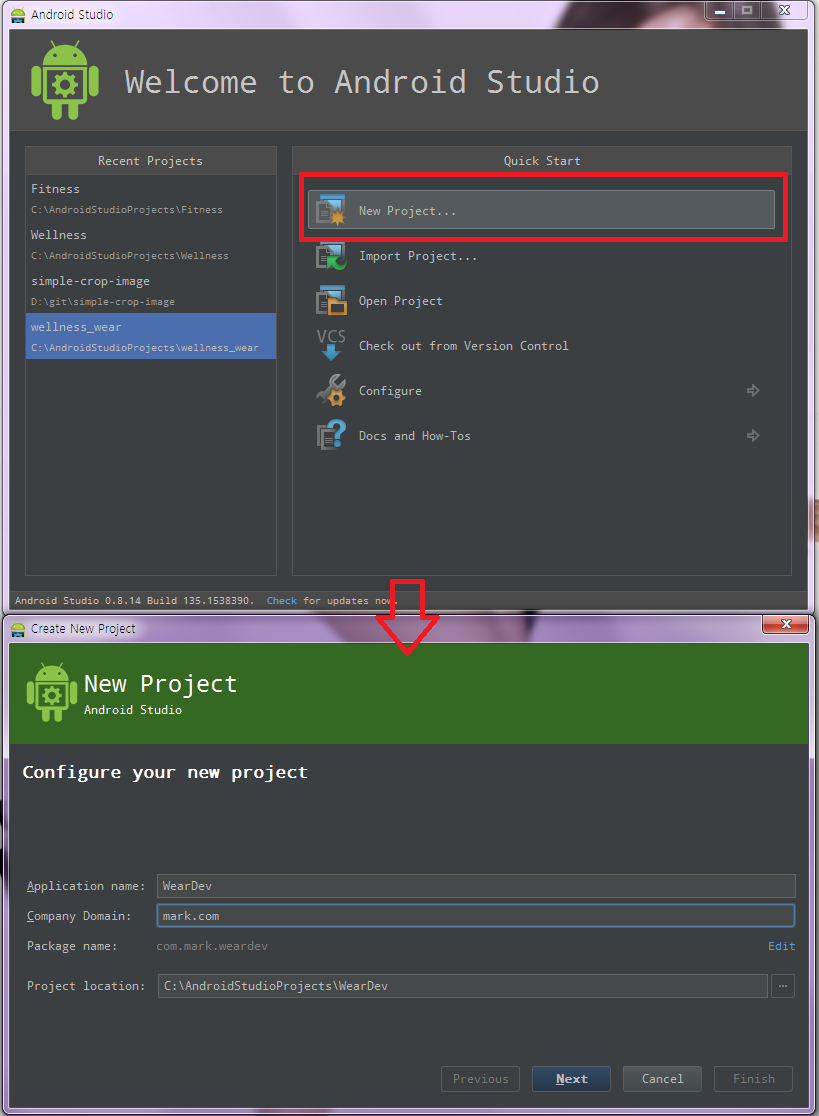 Android Studio
Welcome to Android Studio
Recent Projects
Fitness
C:\AndroidStudioProjects\Fitness
Wellness
C:\AndroidStudioProjects\Wellness
simple-crop-image
D:\git\simple-crop-image
wellness_wear
C:\AndroidStudioProjects\wellness_wear
Quick Start
New Project...
Import Project...
Open Project
VCS
Check out from Version Control
Configure
Docs and How-Tos
Android Studio 0.8.14 Build 135.1538390. Check for updates now.
Create New Project
New Project
Android Studio
Configure your new project
Application name: WearDev
Company Domain: mark.com
Package name: com.mark.weardev Edit
Project location: C:\AndroidStudioProjects\WearDev ...
Previous Next Cancel Finish